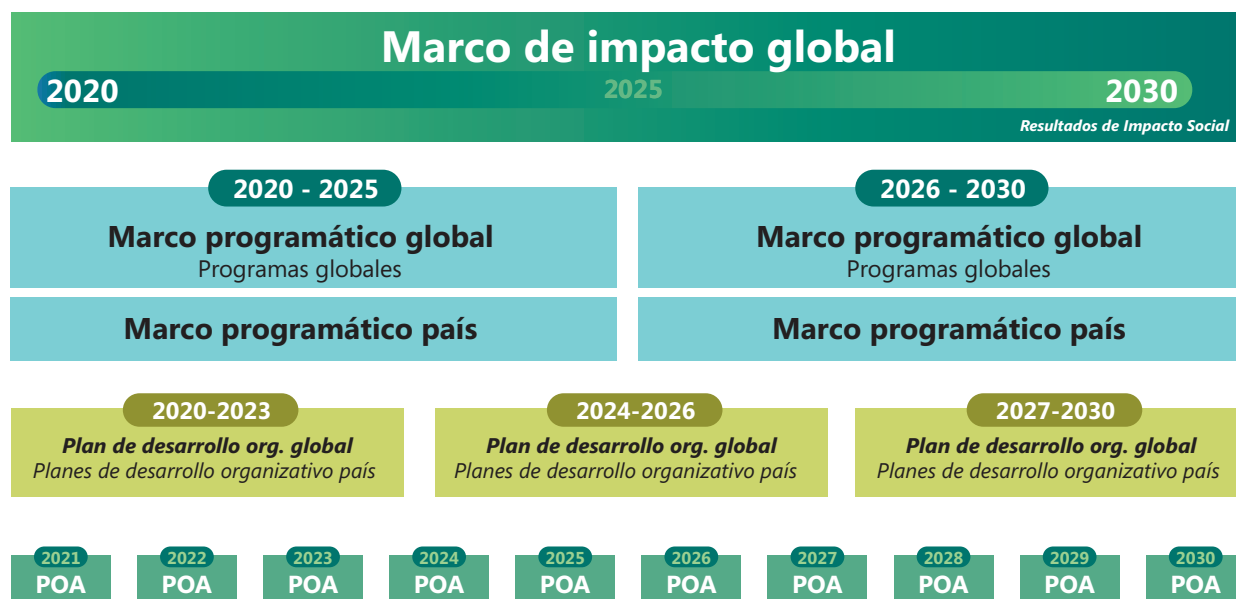 Marco de impacto global
2020 2025 2030
Resultados de Impacto Social
2020 - 2025
Marco programático global
Programas globales
Marco programático país
2026 - 2030
Marco programático global
Programas globales
Marco programático país
2020-2023
Plan de desarrollo org. global
Planes de desarrollo organizativo país
2024-2026
Plan de desarrollo org. global
Planes de desarrollo organizativo país
2027-2030
Plan de desarrollo org. global
Planes de desarrollo organizativo país
2021
POA
2022
POA
2023
POA
2024
POA
2025
POA
2026
POA
2027
POA
2028
POA
2029
POA
2030
POA